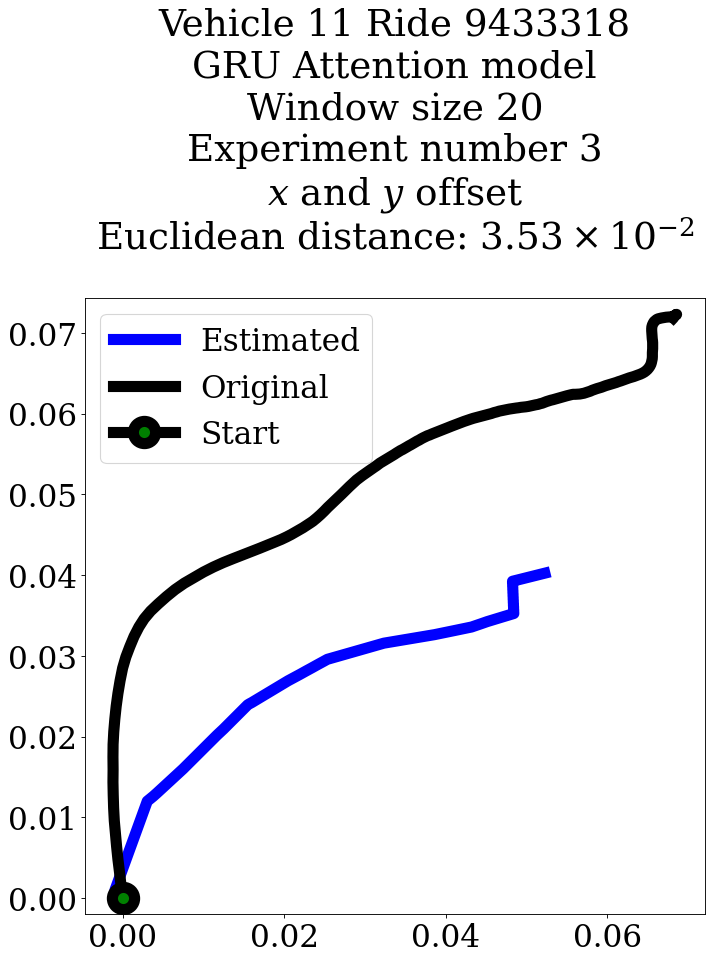 Vehicle 11 Ride 9433318
GRU Attention model
Window size 20
Experiment number 3
x and y offset
Euclidean distance: 3.53 × 10⁻²
Estimated
Original
Start
0.07
0.06
0.05
0.04
0.03
0.02
0.01
0.00
0.00 0.02 0.04 0.06